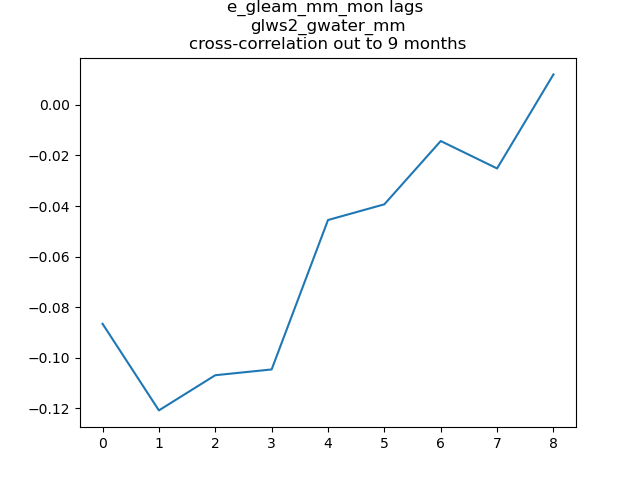 e_gleam_mm_mon lags
glws2_gwater_mm
cross-correlation out to 9 months
0.00
−0.02
−0.04
−0.06
−0.08
−0.10
−0.12
0 1 2 3 4 5 6 7 8